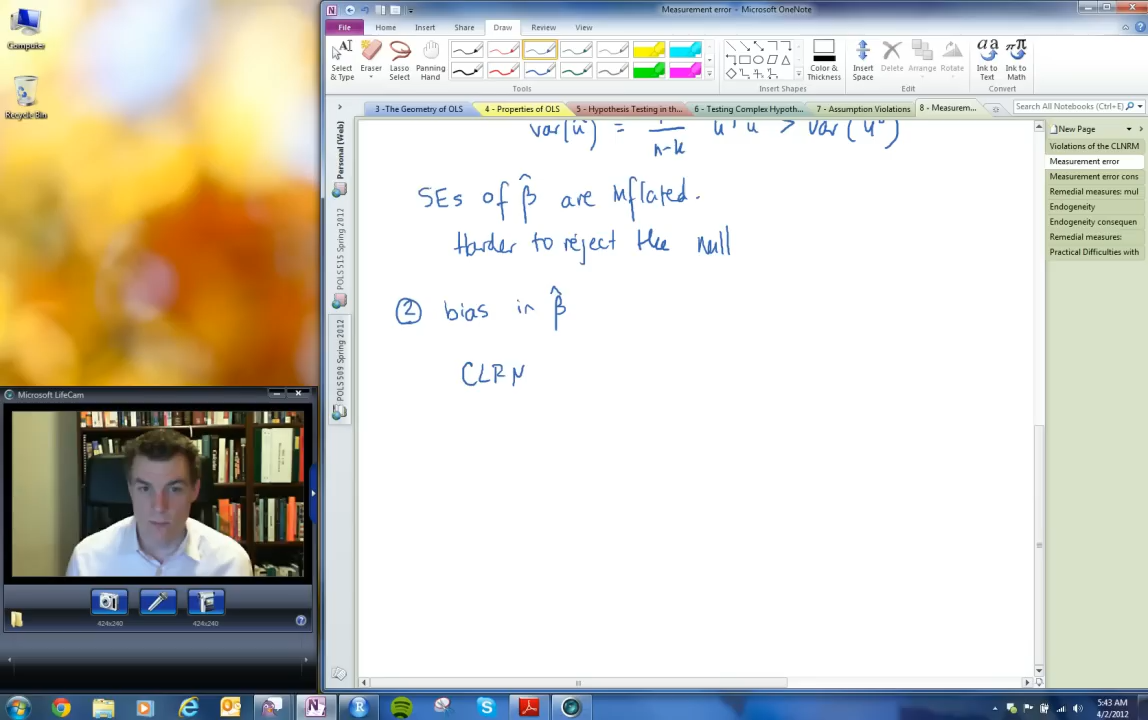 Measurement error - Microsoft OneNote
Computer
Recycle Bin
File Home Insert Share Draw Review View
Select & Type
Eraser
Lasso Select
Panning Hand
Color & Thickness
Insert Space
Delete
Arrange
Rotate
Ink to Text
Ink to Math
Tools
Insert Shapes
Edit
Convert
3 -The Geometry of OLS
4 - Properties of OLS
5 - Hypothesis Testing in th...
6 - Testing Complex Hypoth...
7 - Assumption Violations
8 - Measurem...
Search All Notebooks (Ctrl+E)
Personal (Web)
POLS 515 Spring 2012
POLS 509 Spring 2012
New Page
Violations of the CLNRM
Measurement error
Measurement error cons
Remedial measures: mul
Endogeneity
Endogeneity consequen
Remedial measures:
Practical Difficulties with
SEs of β̂ are inflated.
Harder to reject the null
② bias in β̂
CLRN
Microsoft LifeCam
424x240
424x240
5:43 AM
4/2/2012